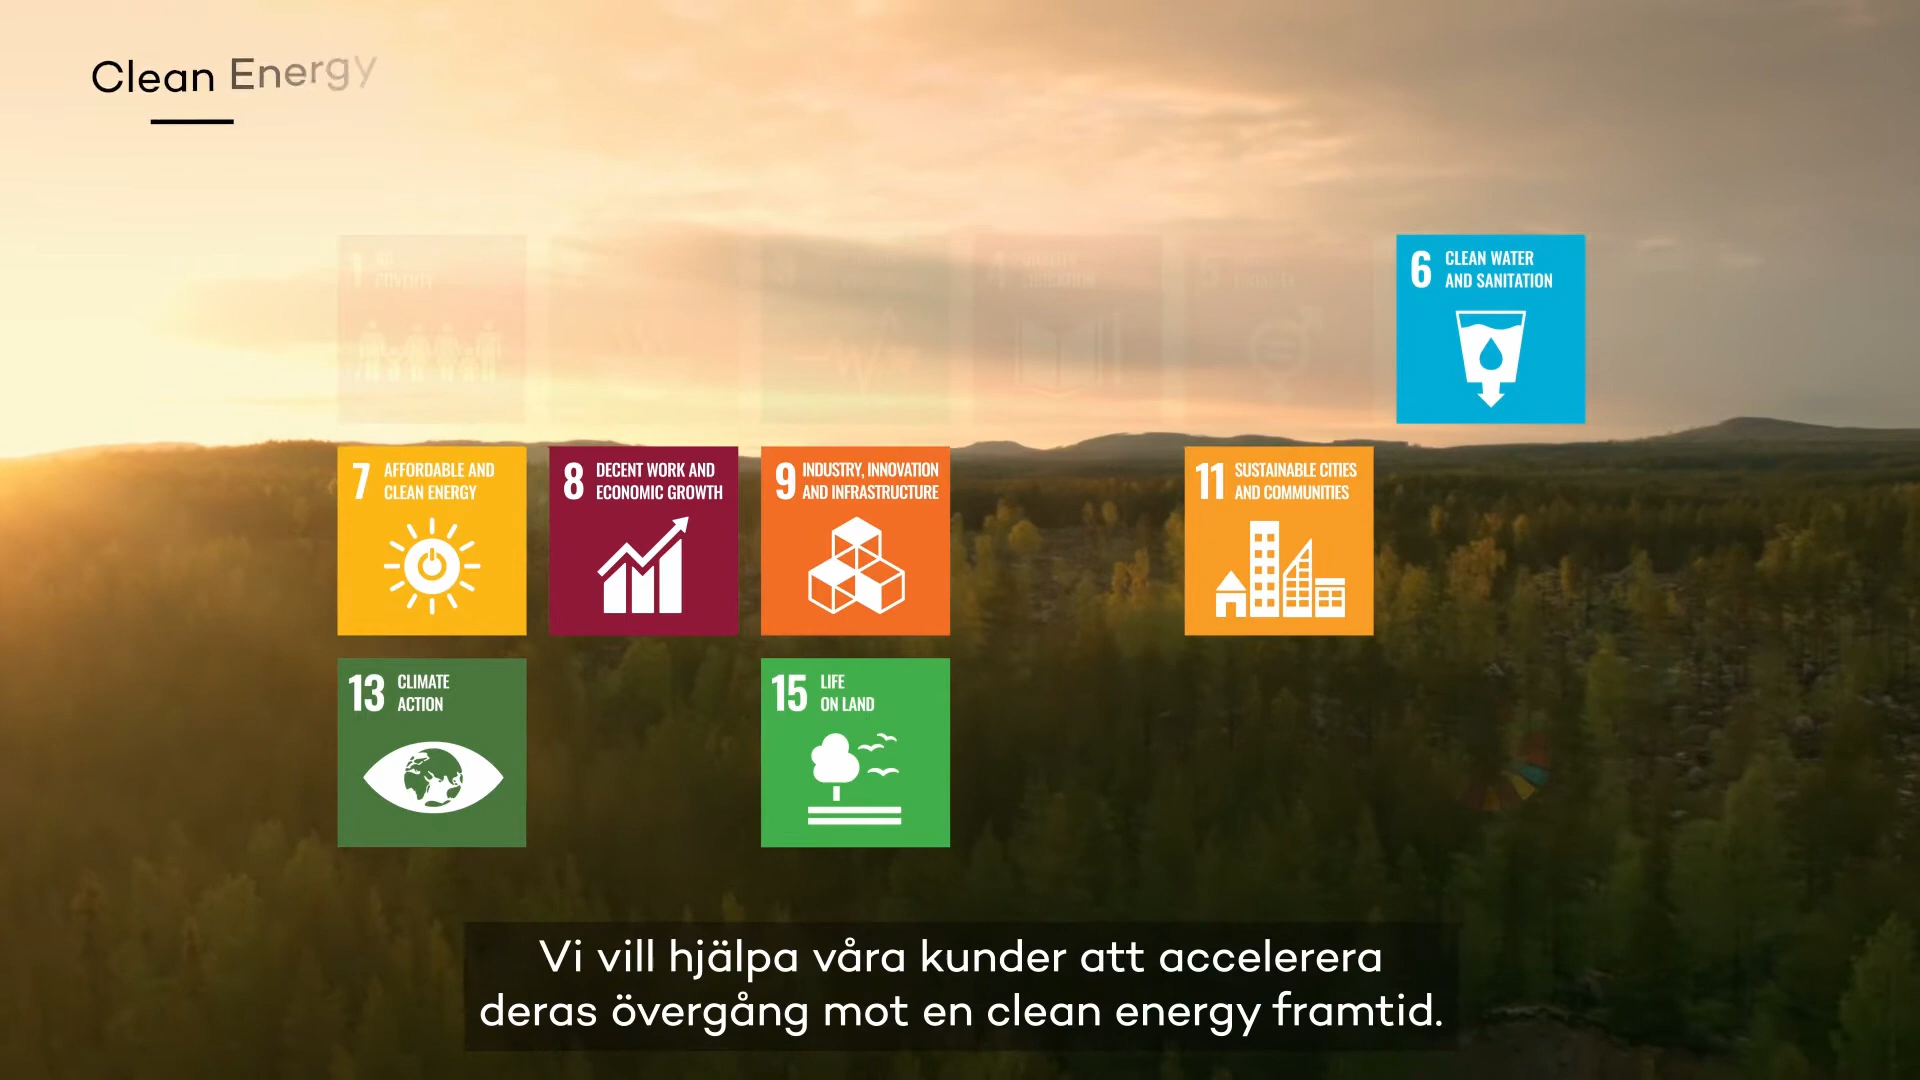 Clean Energy
6 CLEAN WATER
AND SANITATION
7 AFFORDABLE AND
CLEAN ENERGY
8 DECENT WORK AND
ECONOMIC GROWTH
9 INDUSTRY, INNOVATION
AND INFRASTRUCTURE
11 SUSTAINABLE CITIES
AND COMMUNITIES
13 CLIMATE
ACTION
15 LIFE
ON LAND
Vi vill hjälpa våra kunder att accelerera
deras övergång mot en clean energy framtid.